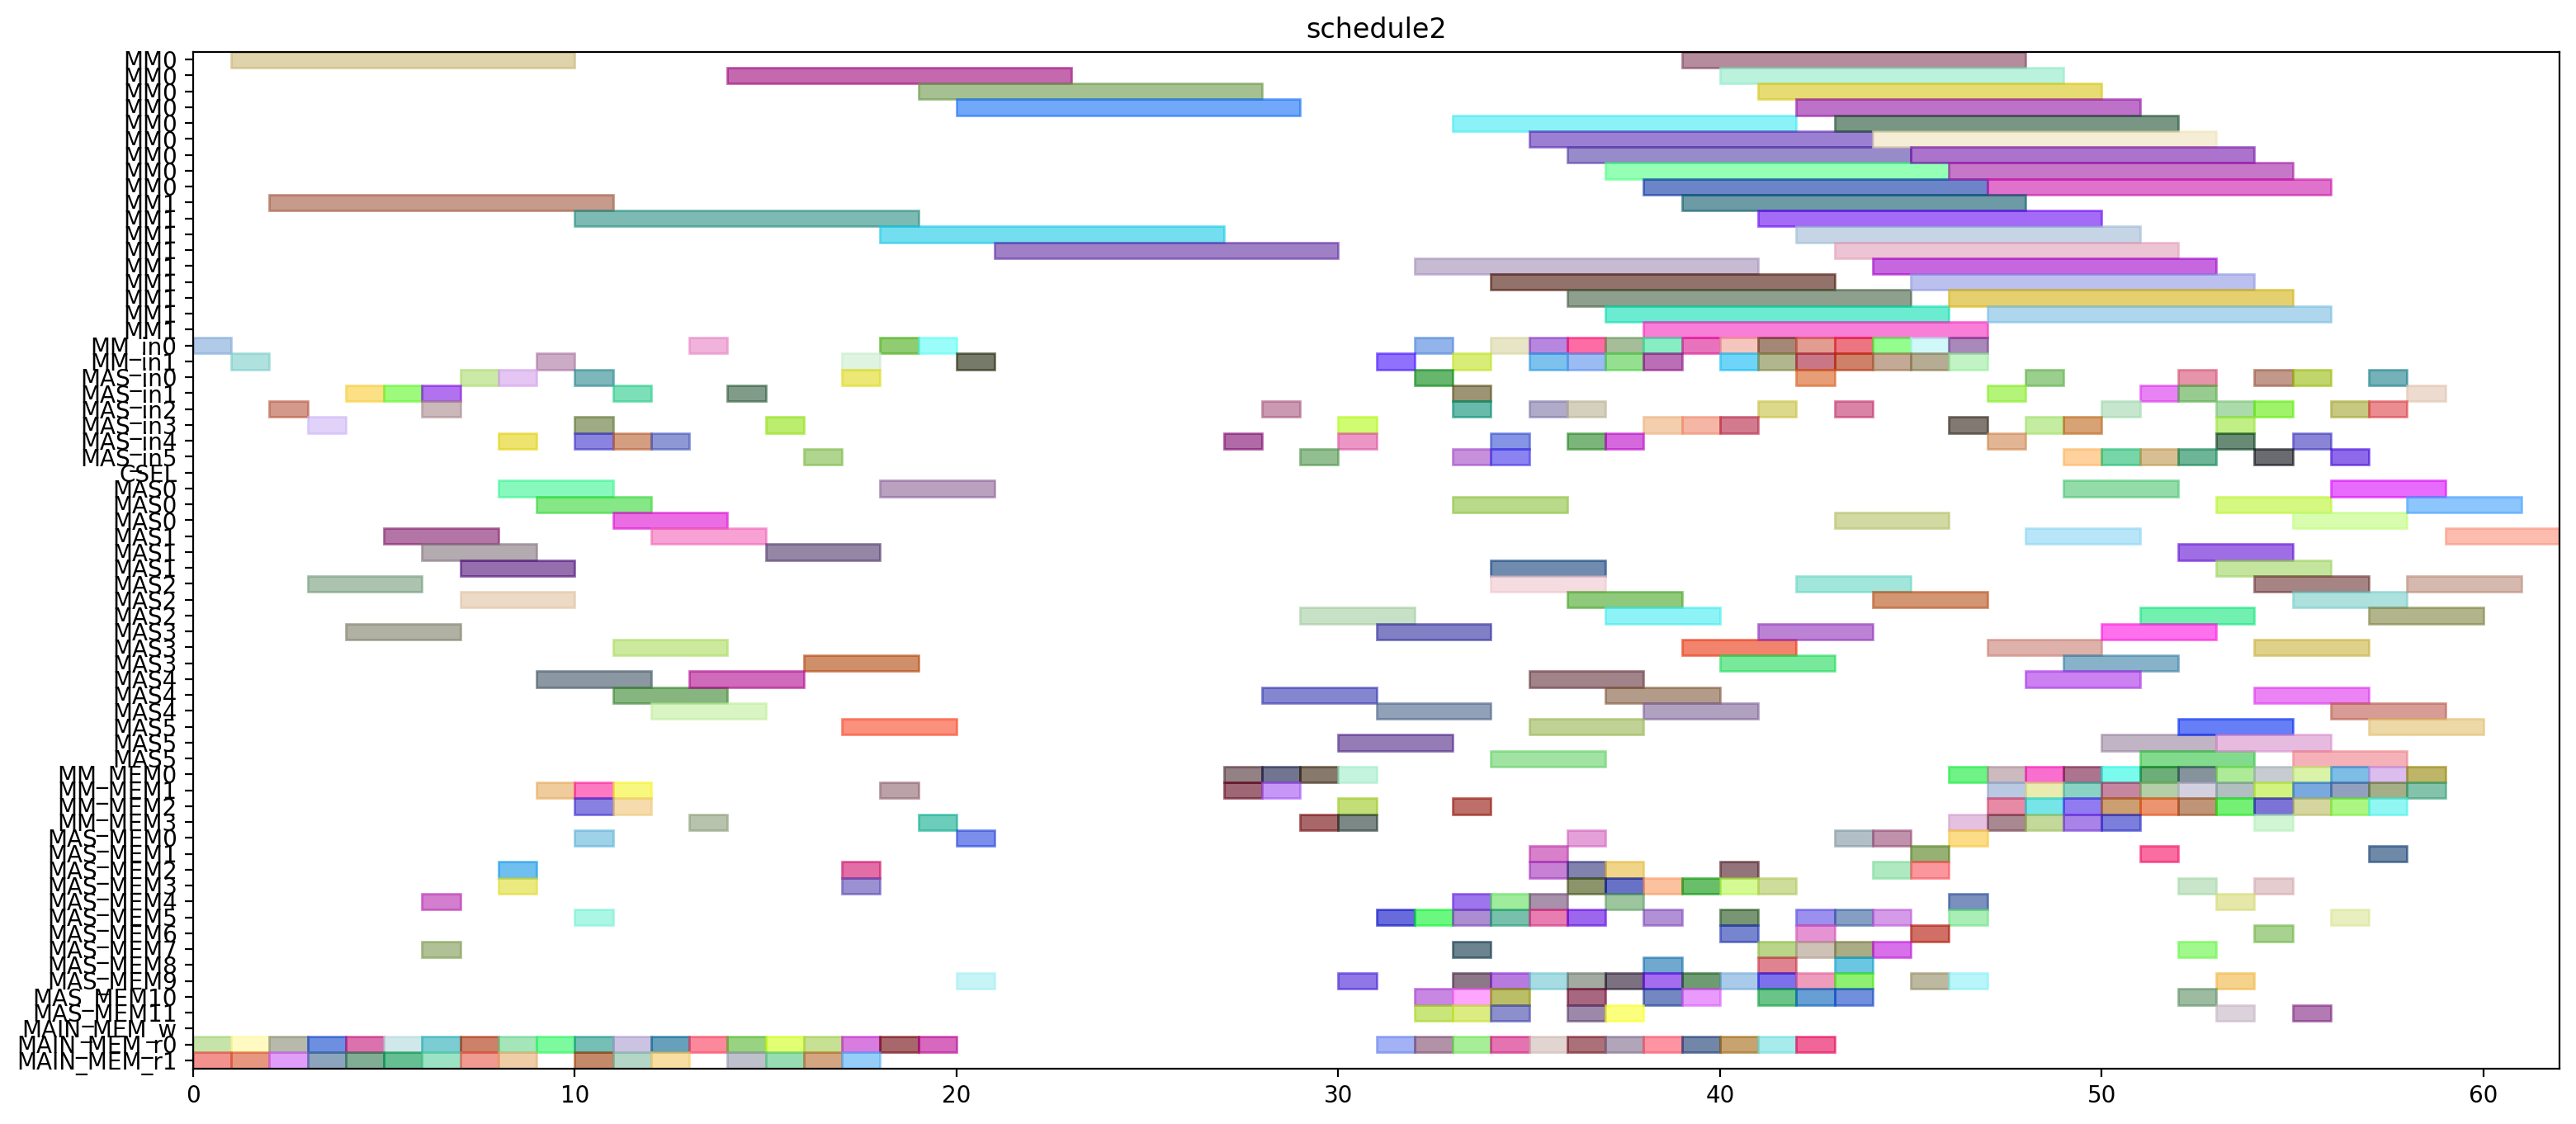 schedule2
MM0
MM0
MM0
MM0
MM0
MM0
MM0
MM0
MM0
MM1
MM1
MM1
MM1
MM1
MM1
MM1
MM1
MM1
MM_in0
MM_in1
MAS_in0
MAS_in1
MAS_in2
MAS_in3
MAS_in4
MAS_in5
CSEL
MAS0
MAS0
MAS0
MAS1
MAS1
MAS1
MAS2
MAS2
MAS2
MAS3
MAS3
MAS3
MAS4
MAS4
MAS4
MAS5
MAS5
MAS5
MM_MEM0
MM_MEM1
MM_MEM2
MM_MEM3
MAS_MEM0
MAS_MEM1
MAS_MEM2
MAS_MEM3
MAS_MEM4
MAS_MEM5
MAS_MEM6
MAS_MEM7
MAS_MEM8
MAS_MEM9
MAS_MEM10
MAS_MEM11
MAIN_MEM_w
MAIN_MEM_r0
MAIN_MEM_r1
0 10 20 30 40 50 60